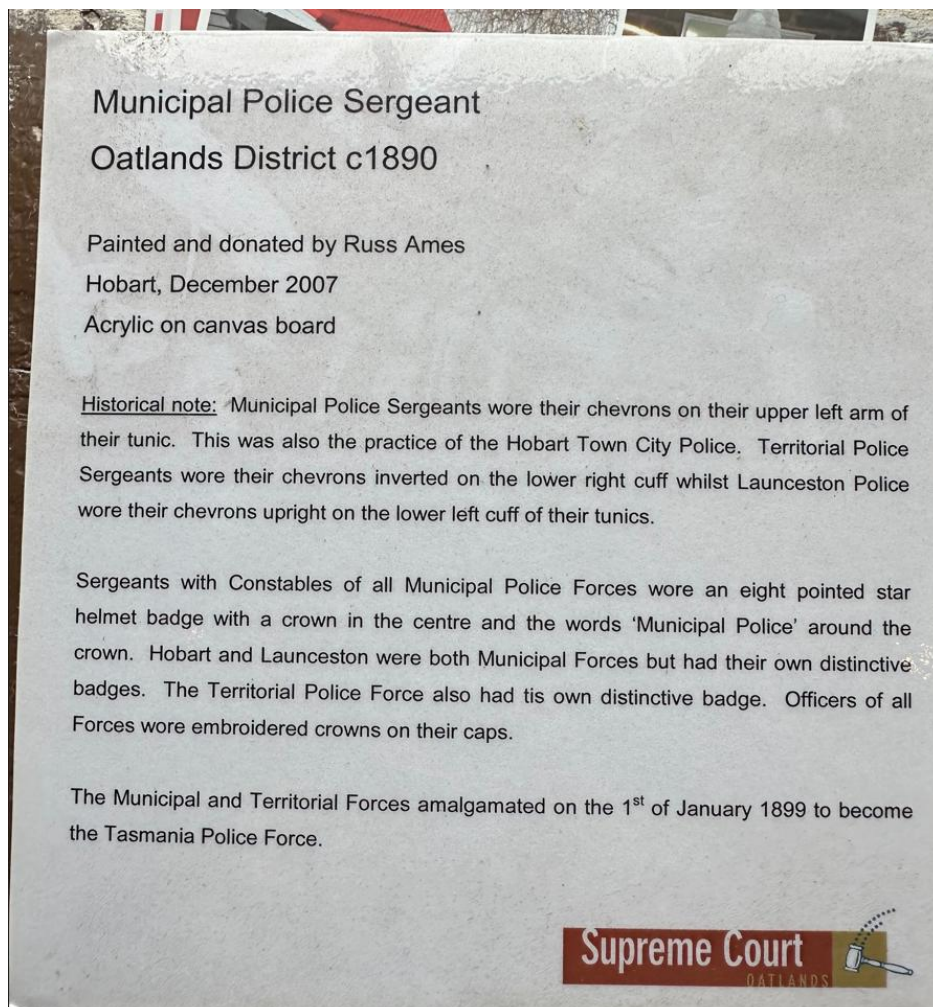 Municipal Police Sergeant
Oatlands District c1890
Painted and donated by Russ Ames
Hobart, December 2007
Acrylic on canvas board
Historical note: Municipal Police Sergeants wore their chevrons on their upper left arm of
their tunic. This was also the practice of the Hobart Town City Police. Territorial Police
Sergeants wore their chevrons inverted on the lower right cuff whilst Launceston Police
wore their chevrons upright on the lower left cuff of their tunics.
Sergeants with Constables of all Municipal Police Forces wore an eight pointed star
helmet badge with a crown in the centre and the words ‘Municipal Police’ around the
crown. Hobart and Launceston were both Municipal Forces but had their own distinctive
badges. The Territorial Police Force also had tis own distinctive badge. Officers of all
Forces wore embroidered crowns on their caps.
The Municipal and Territorial Forces amalgamated on the 1st of January 1899 to become
the Tasmania Police Force.
Supreme Court
OATLANDS